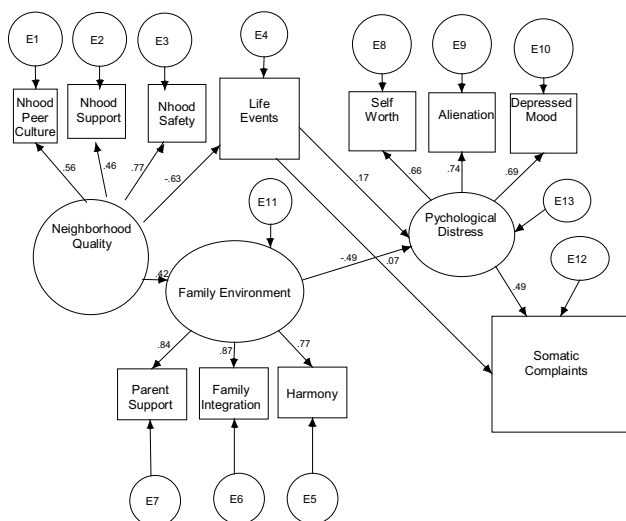 E1
E2
E3
E4
E8
E9
E10
Nhood
Peer
Culture
Nhood
Support
Nhood
Safety
Life
Events
Self
Worth
Alienation
Depressed
Mood
.56
.46
.77
-.63
.17
.66
.74
.69
E11
E13
Neighborhood
Quality
Pychological
Distress
.42
Family Environment
-.49
.07
E12
.49
.84
.87
.77
Somatic
Complaints
Parent
Support
Family
Integration
Harmony
E7
E6
E5